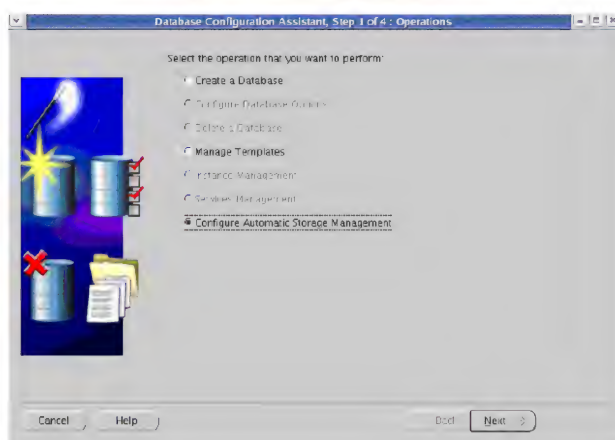 Database Configuration Assistant, Step 1 of 4 : Operations
Select the operation that you want to perform:
Create a Database
Configure Database Options
Delete a Database
Manage Templates
Instance Management
Services Management
Configure Automatic Storage Management
Cancel
Help
Back
Next